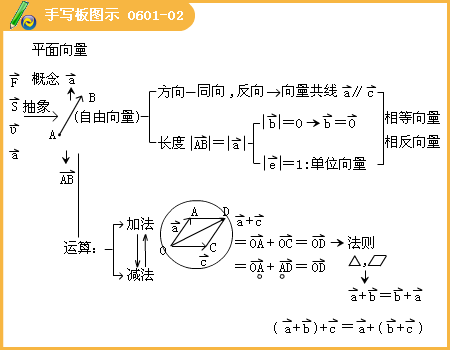 手写板图示 0601-02
平面向量
概念 a⃗
F⃗
S⃗
υ⃗
a⃗
抽象
A
B
(自由向量)
AB⃗
方向—同向,反向→向量共线 a⃗∥c⃗
长度|AB⃗|=|a⃗|
|b⃗|=0→b⃗=0⃗
|e⃗|=1:单位向量
相等向量
相反向量
运算:
加法
减法
A D
a⃗
O C
c⃗
a⃗+c⃗
=OA⃗+OC⃗=OD⃗→法则
=OA⃗+AD⃗=OD⃗
△,▱
a⃗+b⃗=b⃗+a⃗
(a⃗+b⃗)+c⃗=a⃗+(b⃗+c⃗)